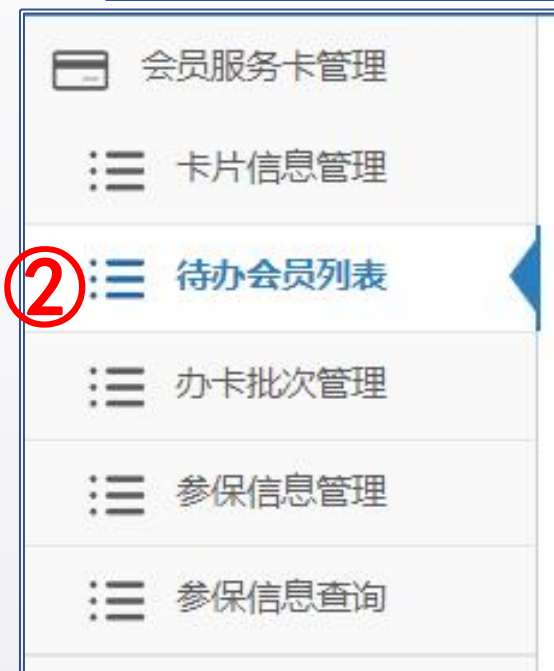 会员服务卡管理
卡片信息管理
② 待办会员列表
办卡批次管理
参保信息管理
参保信息查询